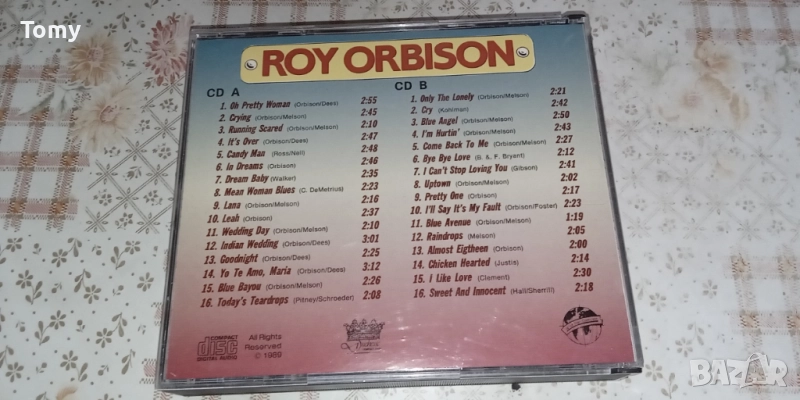 Tomy
ROY ORBISON
CD A
1. Oh Pretty Woman (Orbison/Dees) 2:55
2. Crying (Orbison/Melson) 2:45
3. Running Scared (Orbison/Melson) 2:10
4. It's Over (Orbison/Dees) 2:47
5. Candy Man (Ross/Neil) 2:48
6. In Dreams (Orbison) 2:46
7. Dream Baby (Walker) 2:35
8. Mean Woman Blues (C. DeMetrius) 2:23
9. Lana (Orbison/Melson) 2:16
10. Leah (Orbison) 2:37
11. Wedding Day (Orbison/Melson) 2:10
12. Indian Wedding (Orbison/Dees) 3:01
13. Goodnight (Orbison/Dees) 2:25
14. Yo Te Amo, Maria (Orbison/Dees) 3:12
15. Blue Bayou (Orbison/Melson) 2:26
16. Today's Teardrops (Pitney/Schroeder) 2:08
CD B
1. Only The Lonely (Orbison/Melson) 2:21
2. Cry (Kohlman) 2:42
3. Blue Angel (Orbison/Melson) 2:50
4. I'm Hurtin' (Orbison/Melson) 2:43
5. Come Back To Me (Orbison/Melson) 2:27
6. Bye Bye Love (B. & F. Bryant) 2:12
7. I Can't Stop Loving You (Gibson) 2:41
8. Uptown (Orbison/Melson) 2:02
9. Pretty One (Orbison) 2:17
10. I'll Say It's My Fault (Orbison/Foster) 2:23
11. Blue Avenue (Orbison/Melson) 1:19
12. Raindrops (Melson) 2:05
13. Almost Eigtheen (Orbison) 2:00
14. Chicken Hearted (Justis) 2:14
15. I Like Love (Clement) 2:30
16. Sweet And Innocent (Hall/Sherrill) 2:18
COMPACT
disc
DIGITAL AUDIO
All Rights
Reserved
© 1989
BAZAR